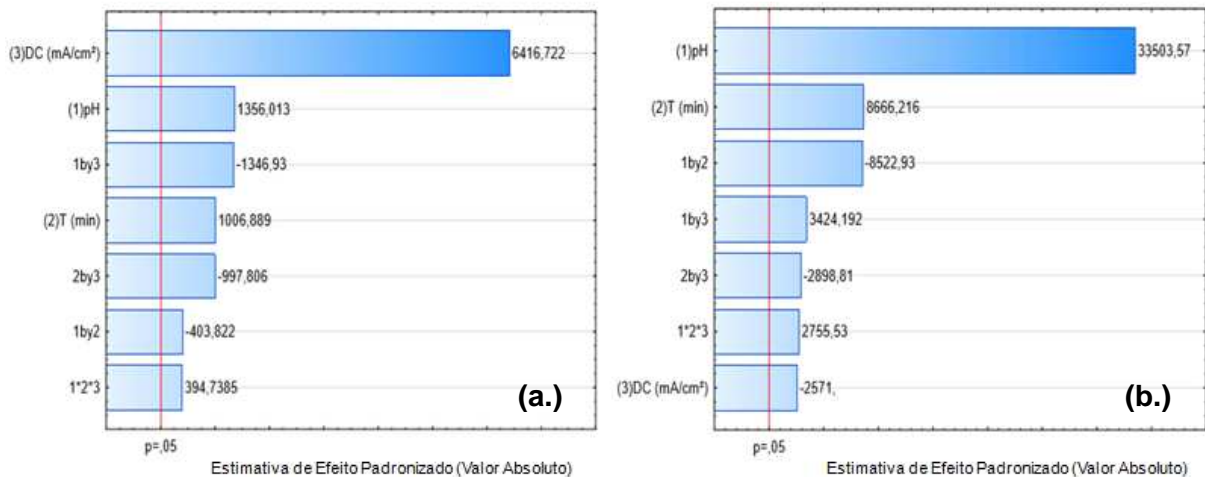 (3)DC (mA/cm²)
6416,722
(1)pH
1356,013
1by3
-1346,93
(2)T (min)
1006,889
2by3
-997,806
1by2
-403,822
1*2*3
394,7385
(a.)
p=,05
Estimativa de Efeito Padronizado (Valor Absoluto)
(1)pH
33503,57
(2)T (min)
8666,216
1by2
-8522,93
1by3
3424,192
2by3
-2898,81
1*2*3
2755,53
(3)DC (mA/cm²)
-2571,
(b.)
p=,05
Estimativa de Efeito Padronizado (Valor Absoluto)